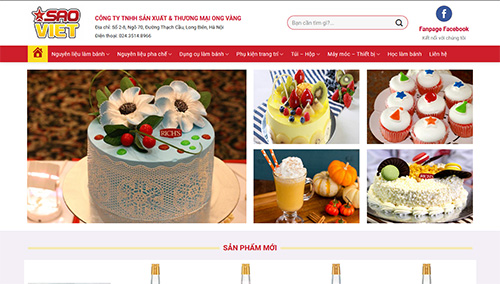 SAO
VIET
CÔNG TY TNHH SẢN XUẤT & THƯƠNG MẠI ONG VÀNG
Địa chỉ: Số 2-6, Ngõ-70, Đường Thạch Cầu, Long Biên, Hà Nội
Điện thoại: 024.3514.8966
Bạn cần tìm gì?...
Fanpage Facebook
Kết nối với chúng tôi
Nguyên liệu làm bánh
Nguyên liệu pha chế
Dụng cụ làm bánh
Phụ kiện trang trí
Túi – Hộp
Máy móc – Thiết bị
Học làm bánh
Liên hệ
RICH'S
SẢN PHẨM MỚI